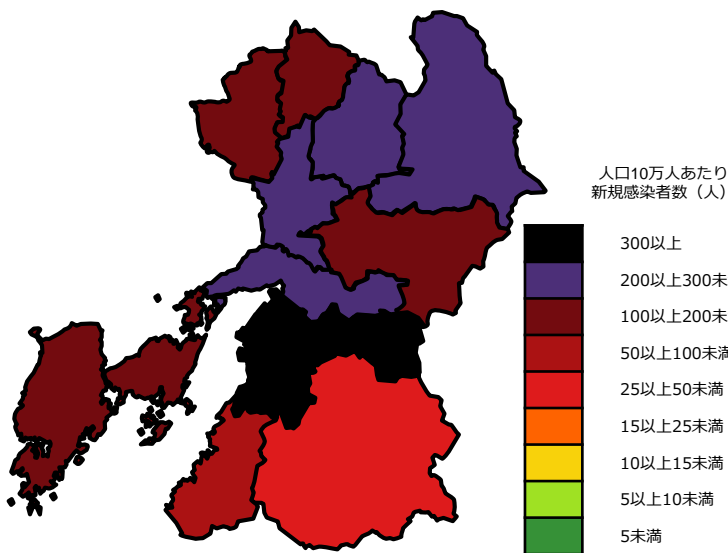 人口10万人あたり
新規感染者数（人）
300以上
200以上300未
100以上200未
50以上100未満
25以上50未満
15以上25未満
10以上15未満
5以上10未満
5未満